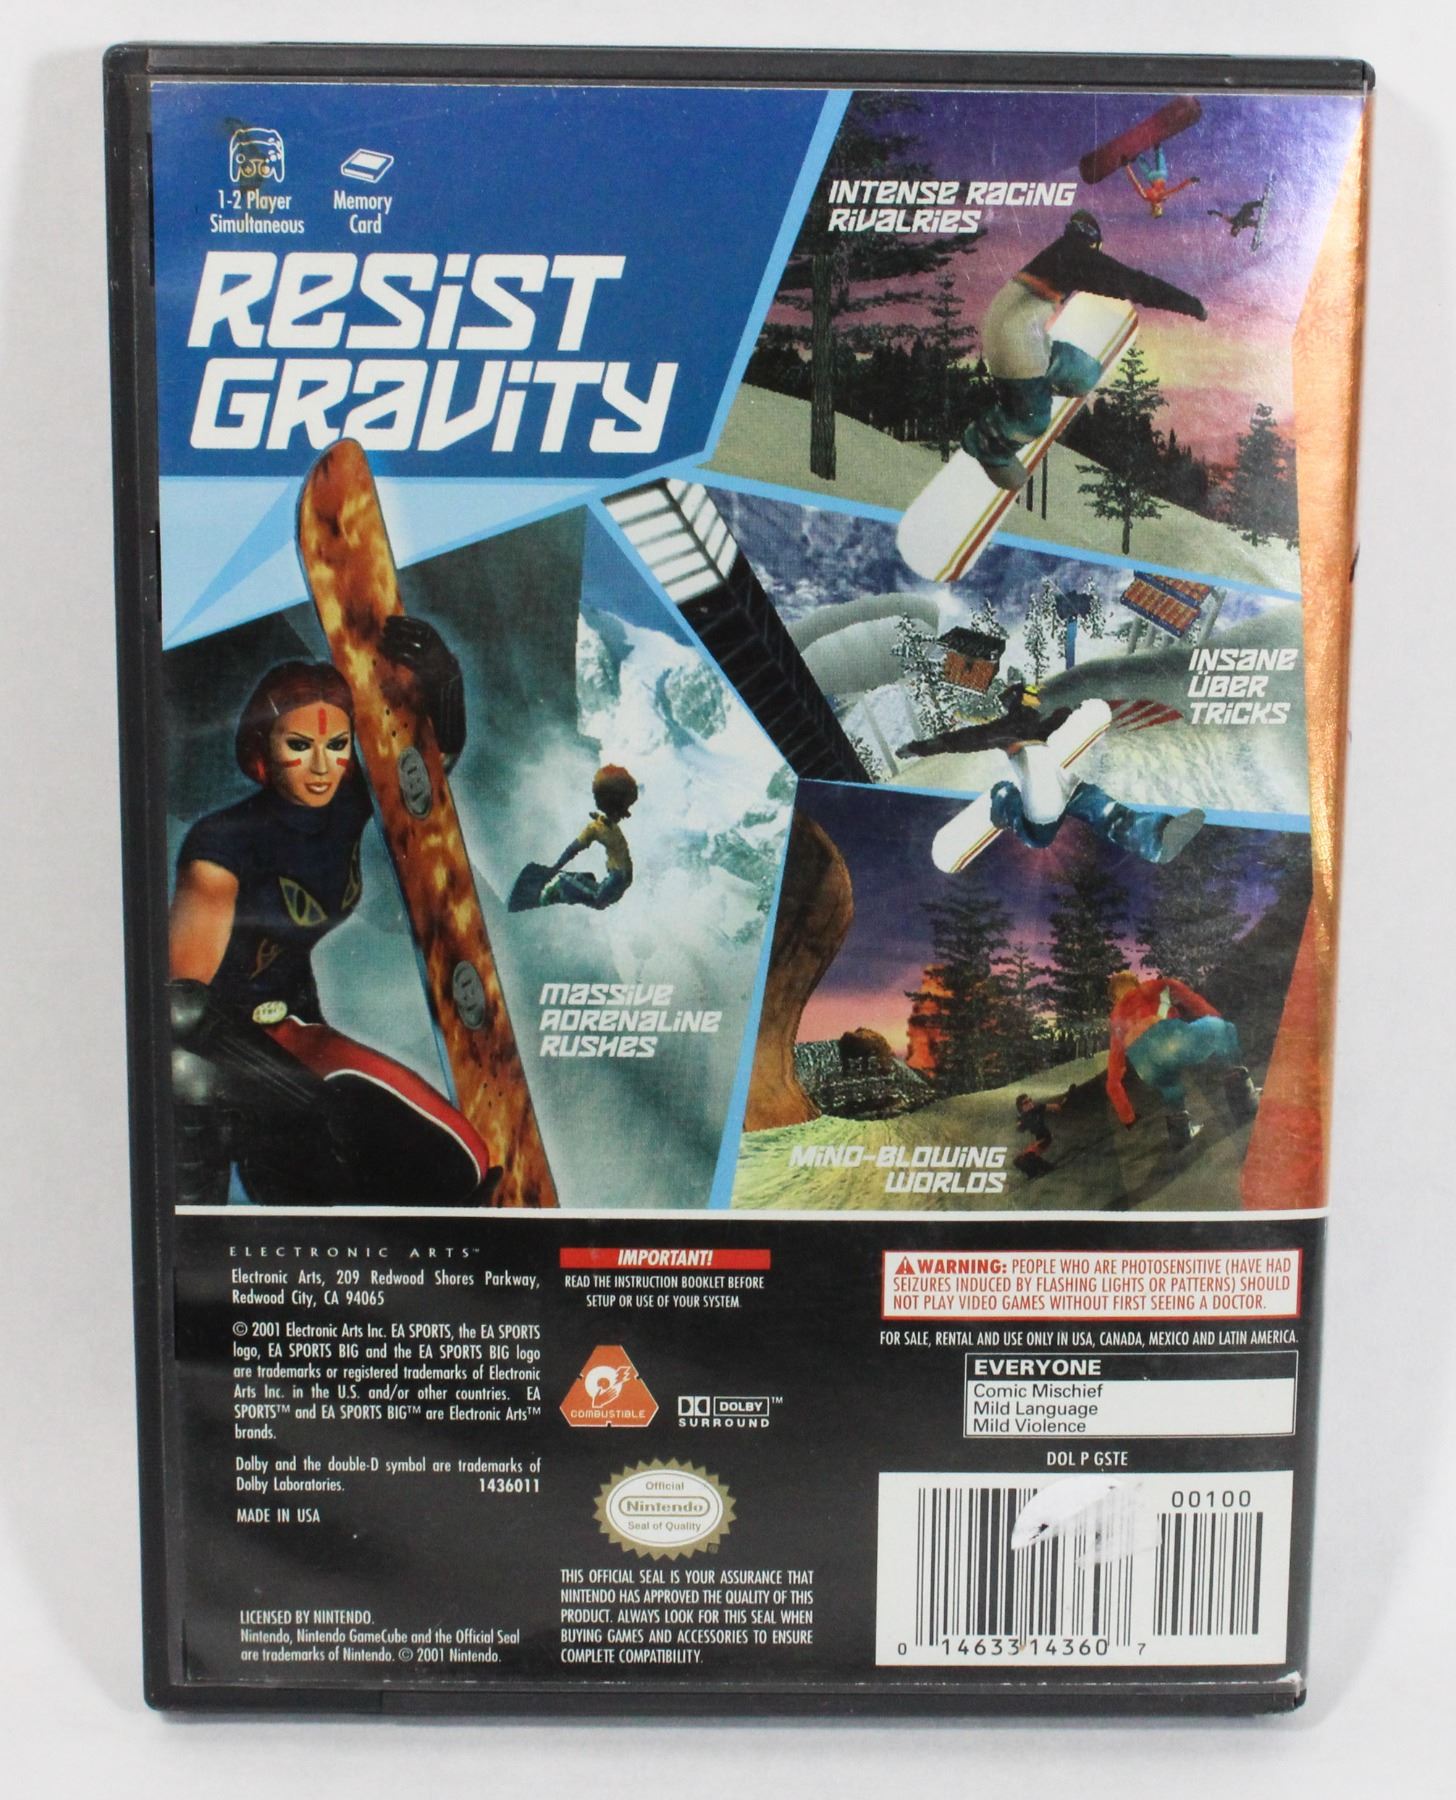 1-2 Player
Simultaneous
Memory
Card
RESIST
GRAVITY
INTENSE RACING
RIVALRIES
INSANE
ÜBER
TRICKS
MASSIVE
ADRENALINE
RUSHES
MIND-BLOWING
WORLDS
ELECTRONIC ARTS™
Electronic Arts, 209 Redwood Shores Parkway,
Redwood City, CA 94065
© 2001 Electronic Arts Inc. EA SPORTS, the EA SPORTS
logo, EA SPORTS BIG and the EA SPORTS BIG logo
are trademarks or registered trademarks of Electronic
Arts Inc. in the U.S. and/or other countries. EA
SPORTS™ and EA SPORTS BIG™ are Electronic Arts™
brands.
Dolby and the double-D symbol are trademarks of
Dolby Laboratories. 1436011
MADE IN USA
LICENSED BY NINTENDO.
Nintendo, Nintendo GameCube and the Official Seal
are trademarks of Nintendo. © 2001 Nintendo.
IMPORTANT!
READ THE INSTRUCTION BOOKLET BEFORE
SETUP OR USE OF YOUR SYSTEM.
COMBUSTIBLE
DOLBY™
SURROUND
Official
Nintendo
Seal of Quality
®
THIS OFFICIAL SEAL IS YOUR ASSURANCE THAT
NINTENDO HAS APPROVED THE QUALITY OF THIS
PRODUCT. ALWAYS LOOK FOR THIS SEAL WHEN
BUYING GAMES AND ACCESSORIES TO ENSURE
COMPLETE COMPATIBILITY.
WARNING: PEOPLE WHO ARE PHOTOSENSITIVE (HAVE HAD
SEIZURES INDUCED BY FLASHING LIGHTS OR PATTERNS) SHOULD
NOT PLAY VIDEO GAMES WITHOUT FIRST SEEING A DOCTOR.
FOR SALE, RENTAL AND USE ONLY IN USA, CANADA, MEXICO AND LATIN AMERICA.
EVERYONE
Comic Mischief
Mild Language
Mild Violence
DOL P GSTE
00100
0 14633 14360 7